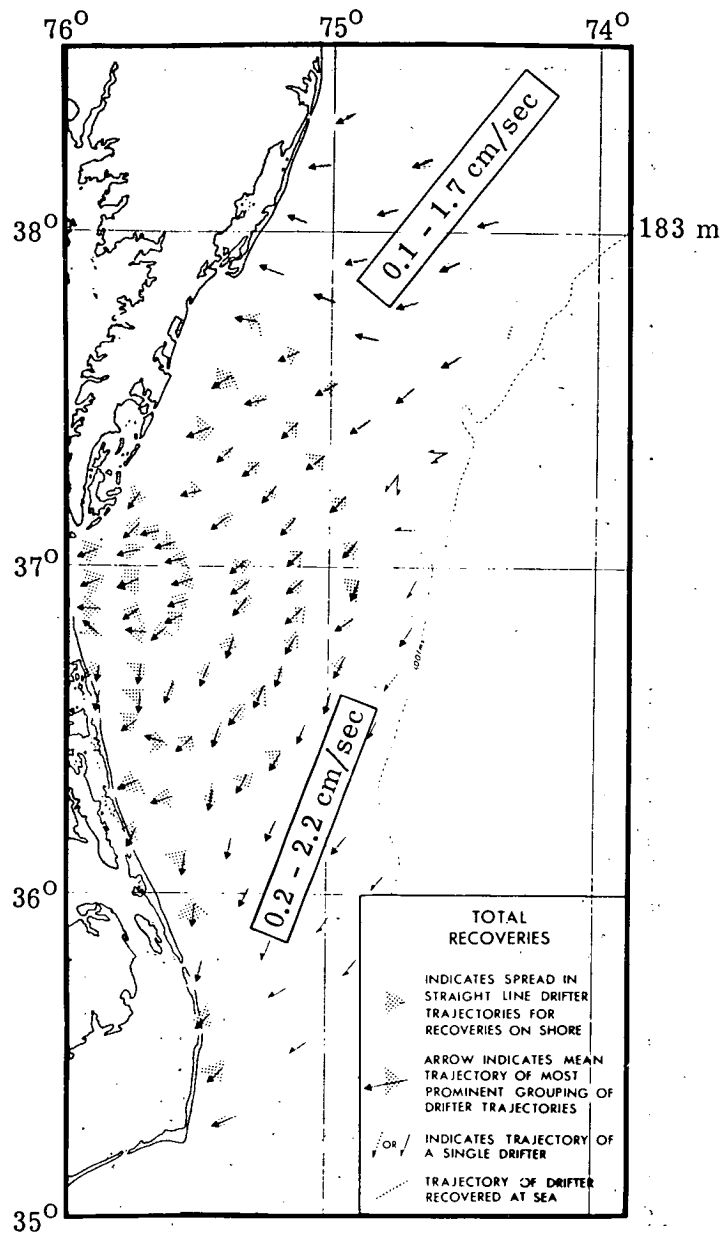 76° 75° 74°
0.1 - 1.7 cm/sec
38°
183 m
37°
0.2 - 2.2 cm/sec
36°
TOTAL
RECOVERIES
INDICATES SPREAD IN
STRAIGHT LINE DRIFTER
TRAJECTORIES FOR
RECOVERIES ON SHORE
ARROW INDICATES MEAN
TRAJECTORY OF MOST
PROMINENT GROUPING OF
DRIFTER TRAJECTORIES
OR INDICATES TRAJECTORY OF
A SINGLE DRIFTER
TRAJECTORY OF DRIFTER
RECOVERED AT SEA
35°